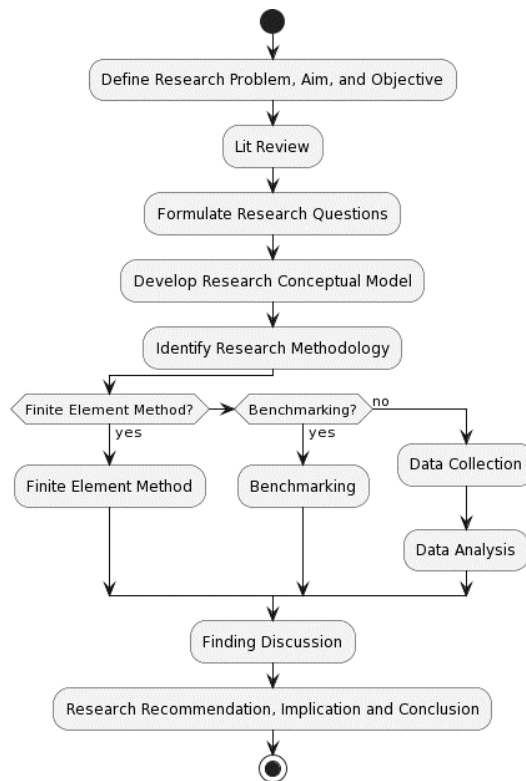 Define Research Problem, Aim, and Objective
Lit Review
Formulate Research Questions
Develop Research Conceptual Model
Identify Research Methodology
Finite Element Method?
Benchmarking?
no
yes
yes
Finite Element Method
Benchmarking
Data Collection
Data Analysis
Finding Discussion
Research Recommendation, Implication and Conclusion